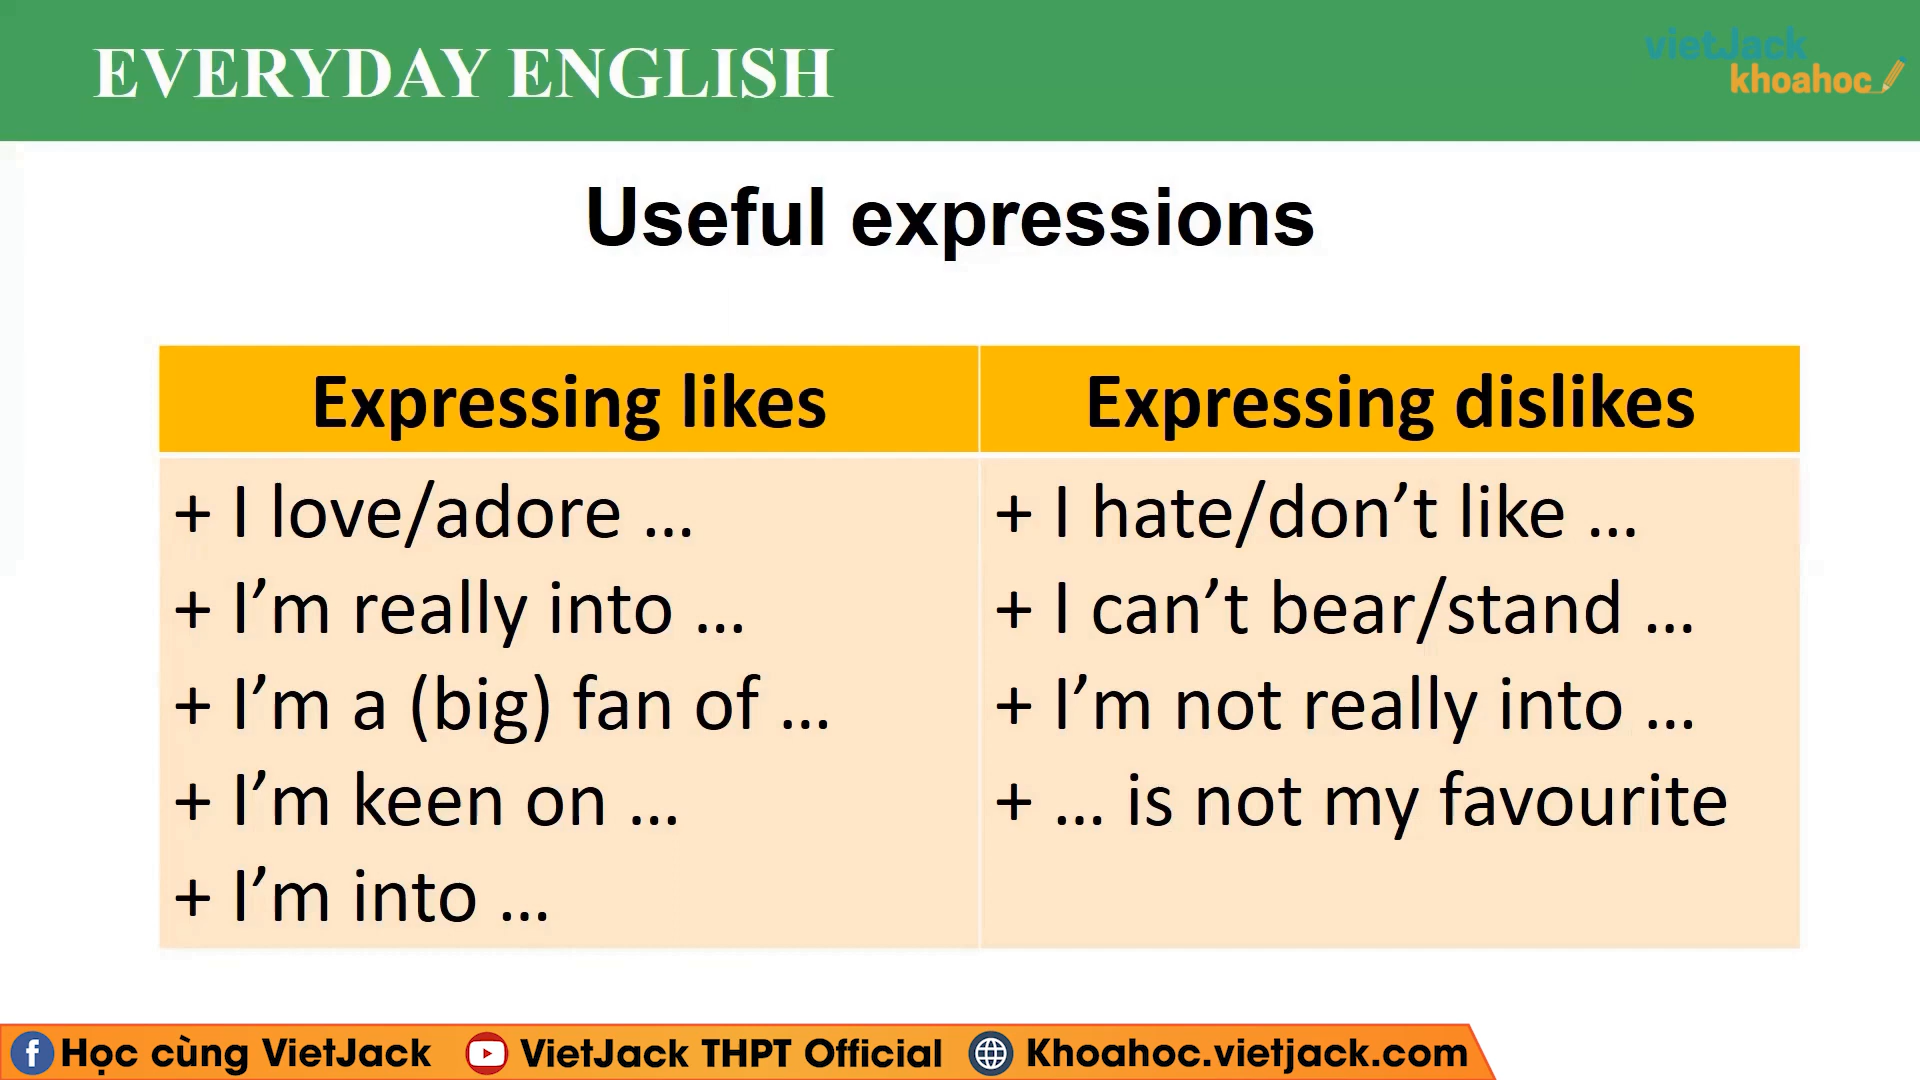 EVERYDAY ENGLISH
vietJack
khoahoc
Useful expressions
Expressing likes
Expressing dislikes
+ I love/adore …
+ I’m really into …
+ I’m a (big) fan of …
+ I’m keen on …
+ I’m into …
+ I hate/don’t like …
+ I can’t bear/stand …
+ I’m not really into …
+ … is not my favourite
Học cùng VietJack
VietJack THPT Official
Khoahoc.vietjack.com